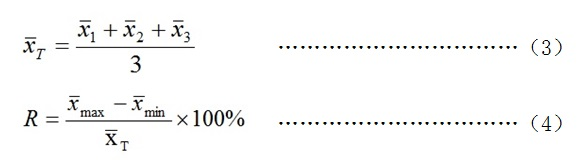 x̄_T = (x̄_1 + x̄_2 + x̄_3) / 3 ……………………………（3）
R = (x̄_max − x̄_min) / x̄_T × 100% ……………………………（4）